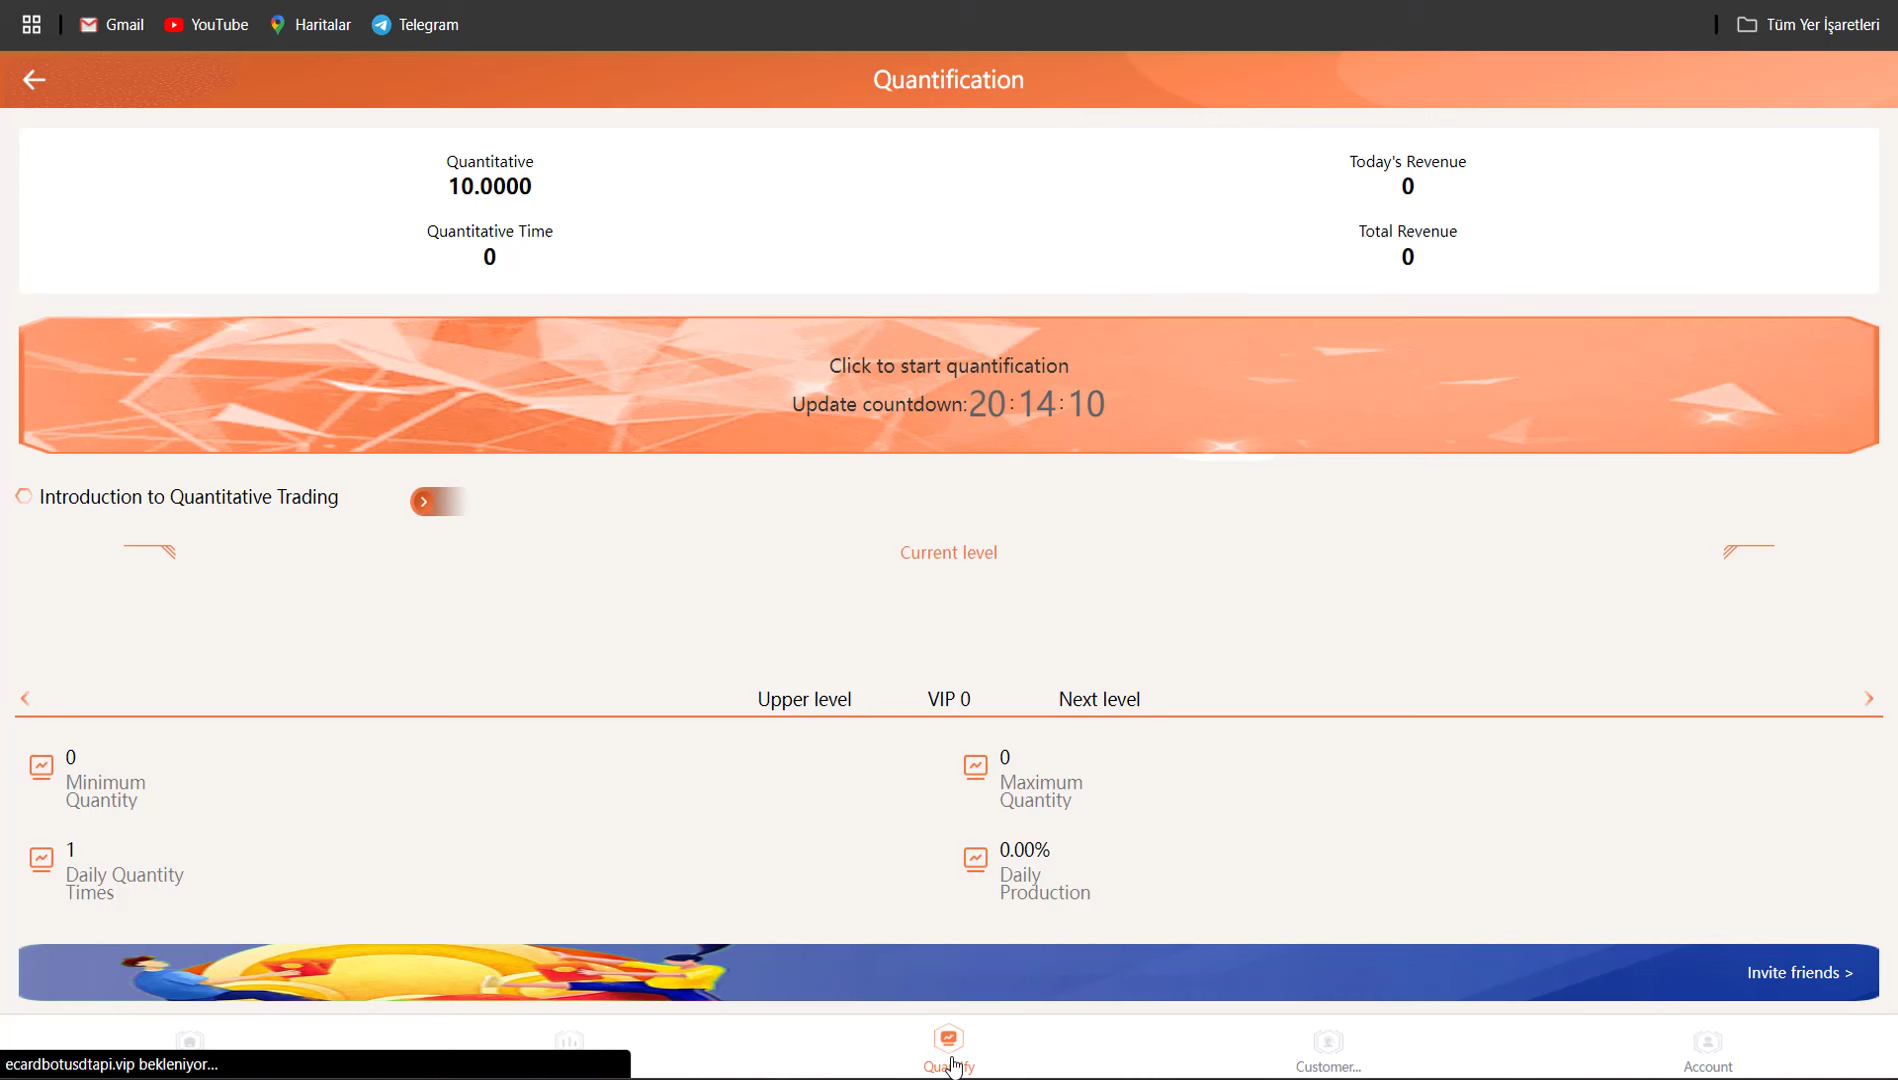 Gmail YouTube Haritalar Telegram Tüm Yer İşaretleri
Quantification
Quantitative
10.0000
Today's Revenue
0
Quantitative Time
0
Total Revenue
0
Click to start quantification
Update countdown:20:14:10
Introduction to Quantitative Trading
Current level
Upper level VIP 0 Next level
0
Minimum
Quantity
0
Maximum
Quantity
1
Daily Quantity
Times
0.00%
Daily
Production
Invite friends >
ecardbotusdtapi.vip bekleniyor...
Customer...
Account